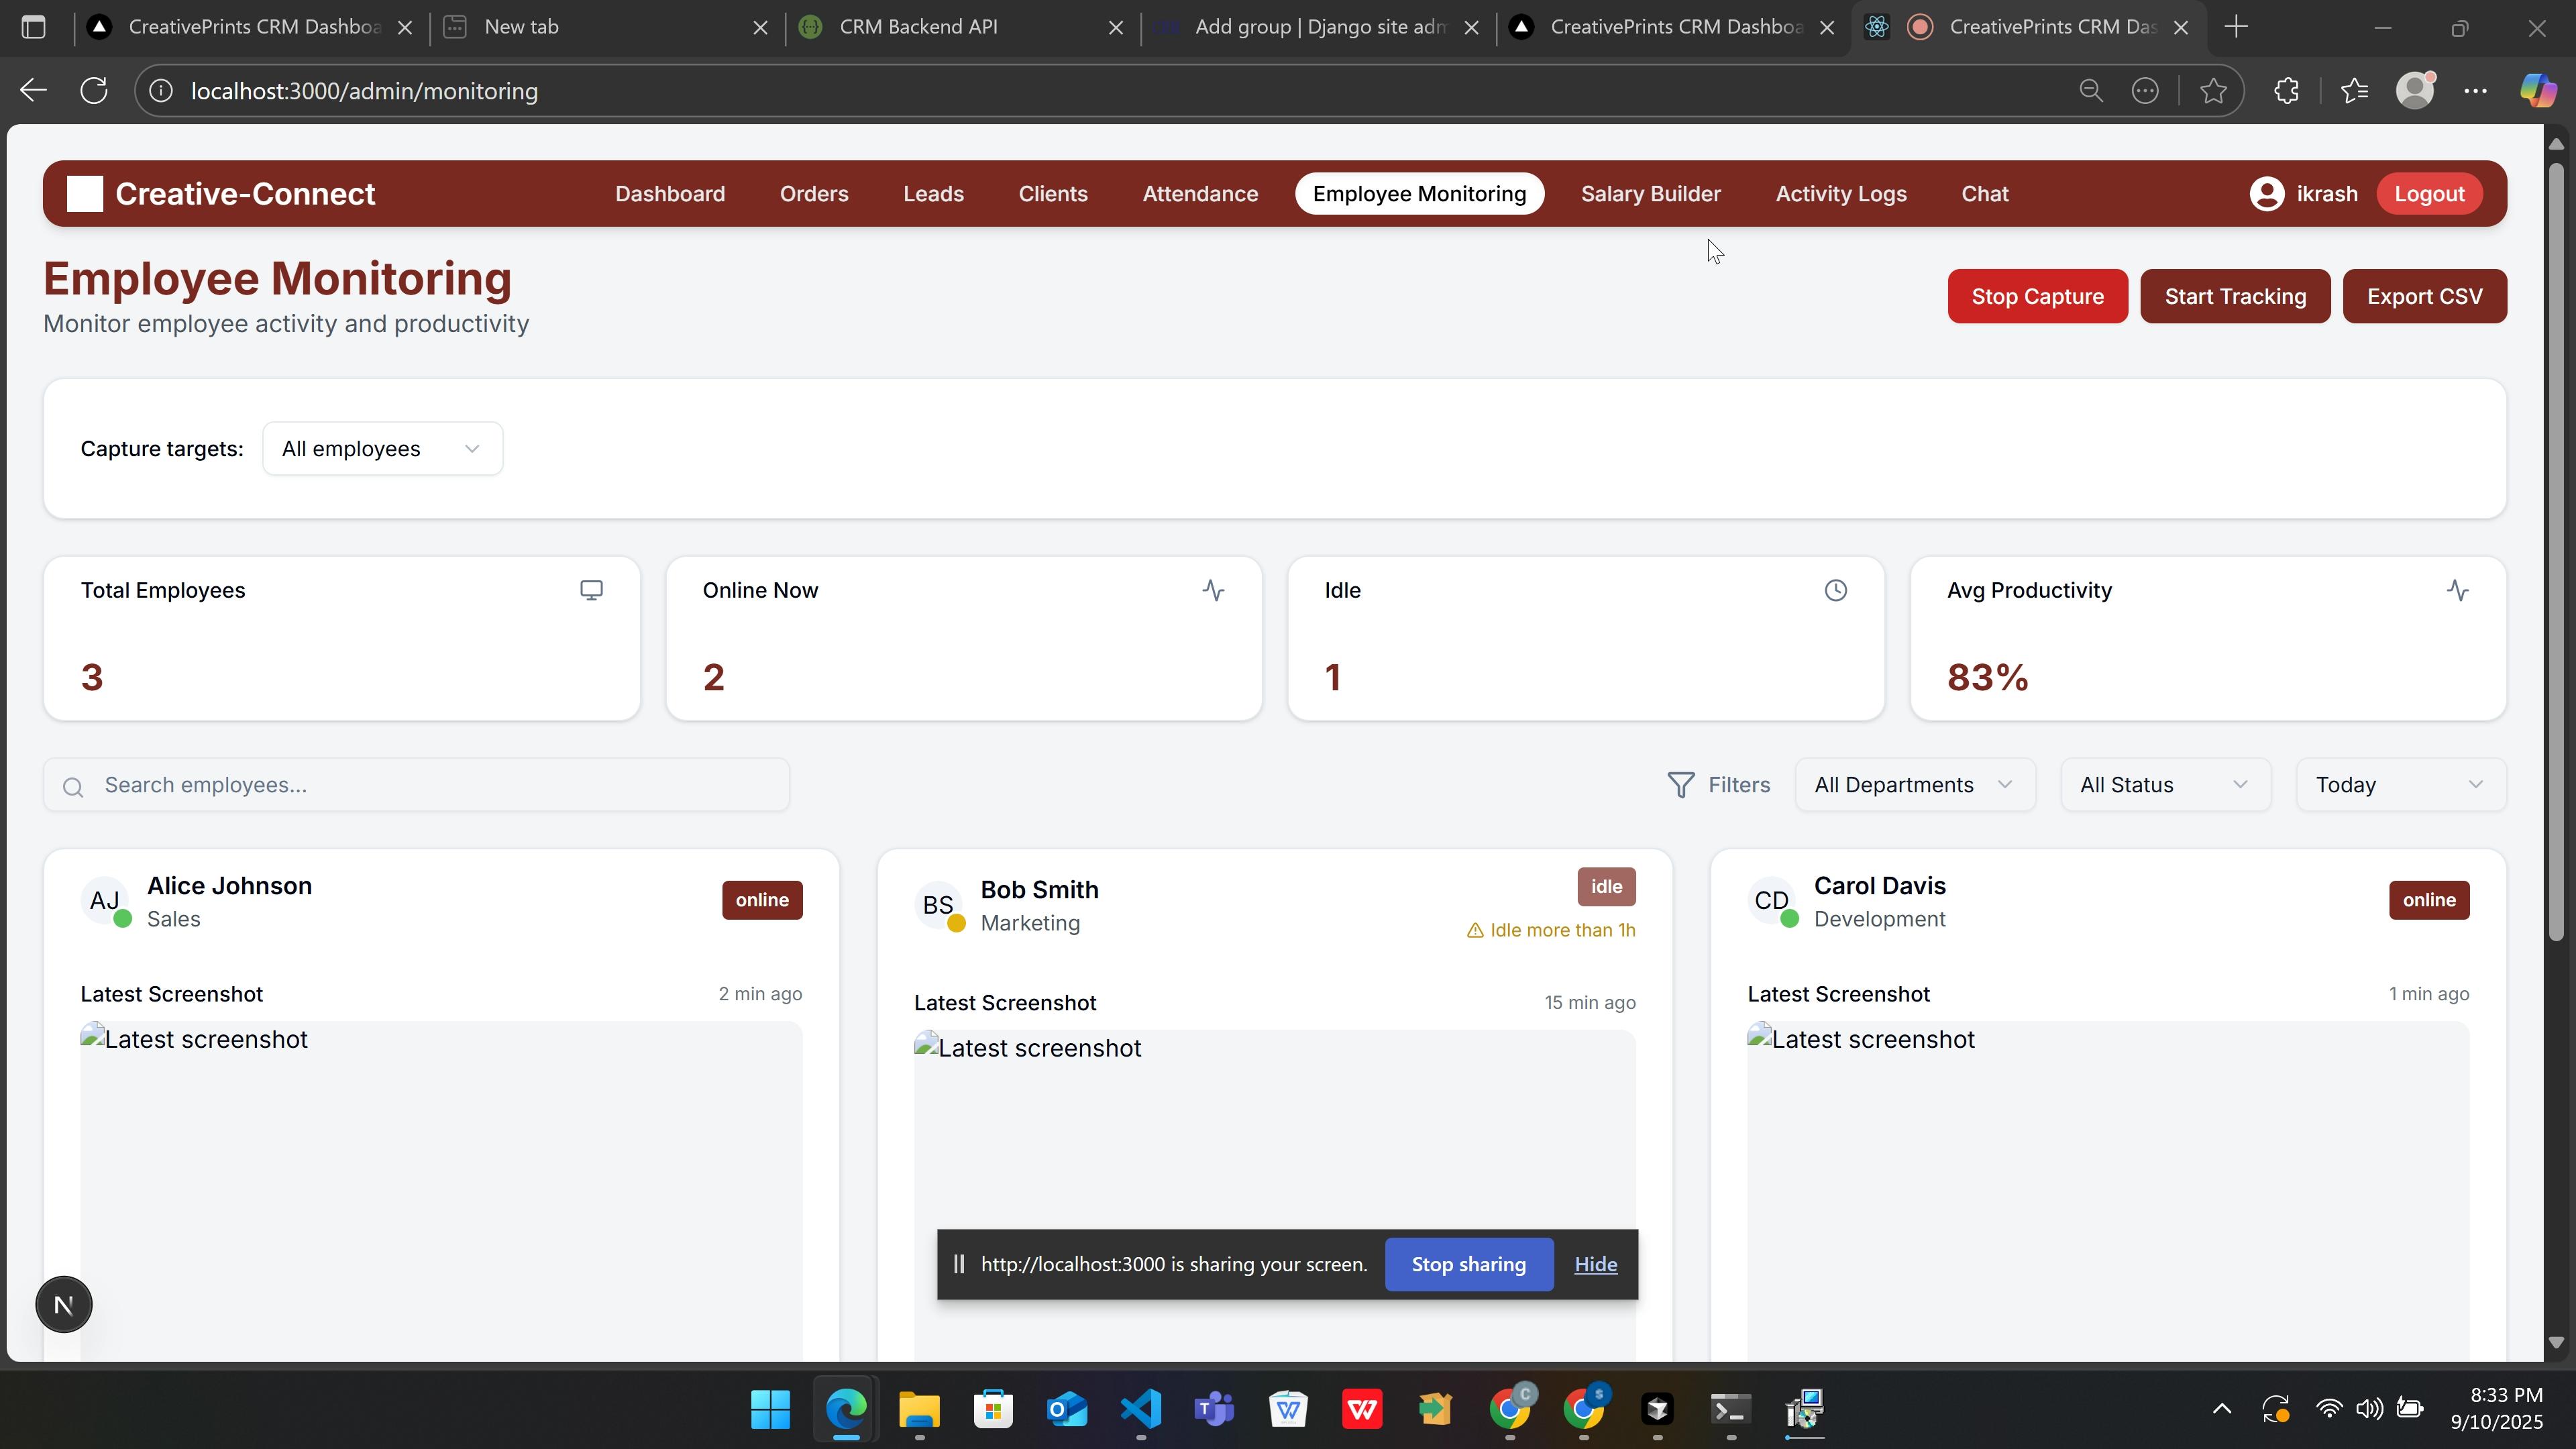 CreativePrints CRM Dashboa
New tab
CRM Backend API
Add group | Django site adm
CreativePrints CRM Dashboa
CreativePrints CRM Das
localhost:3000/admin/monitoring
Creative-Connect
Dashboard
Orders
Leads
Clients
Attendance
Employee Monitoring
Salary Builder
Activity Logs
Chat
ikrash
Logout
Employee Monitoring
Monitor employee activity and productivity
Stop Capture
Start Tracking
Export CSV
Capture targets:
All employees
Total Employees
3
Online Now
2
Idle
1
Avg Productivity
83%
Search employees...
Filters
All Departments
All Status
Today
AJ
Alice Johnson
Sales
online
Latest Screenshot
2 min ago
Latest screenshot
BS
Bob Smith
Marketing
idle
Idle more than 1h
Latest Screenshot
15 min ago
Latest screenshot
CD
Carol Davis
Development
online
Latest Screenshot
1 min ago
Latest screenshot
http://localhost:3000 is sharing your screen.
Stop sharing
Hide
N
8:33 PM
9/10/2025